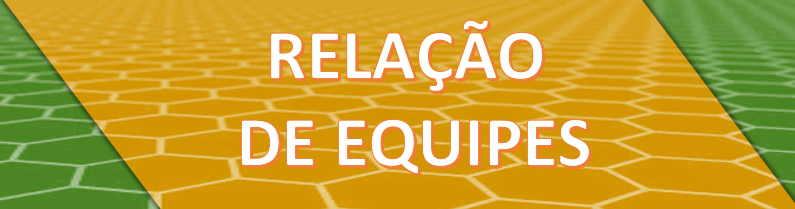 RELAÇÃO
DE EQUIPES